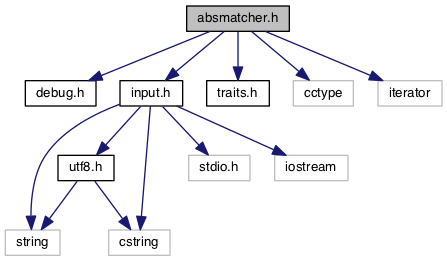 absmatcher.h
debug.h
input.h
traits.h
cctype
iterator
utf8.h
stdio.h
iostream
string
cstring